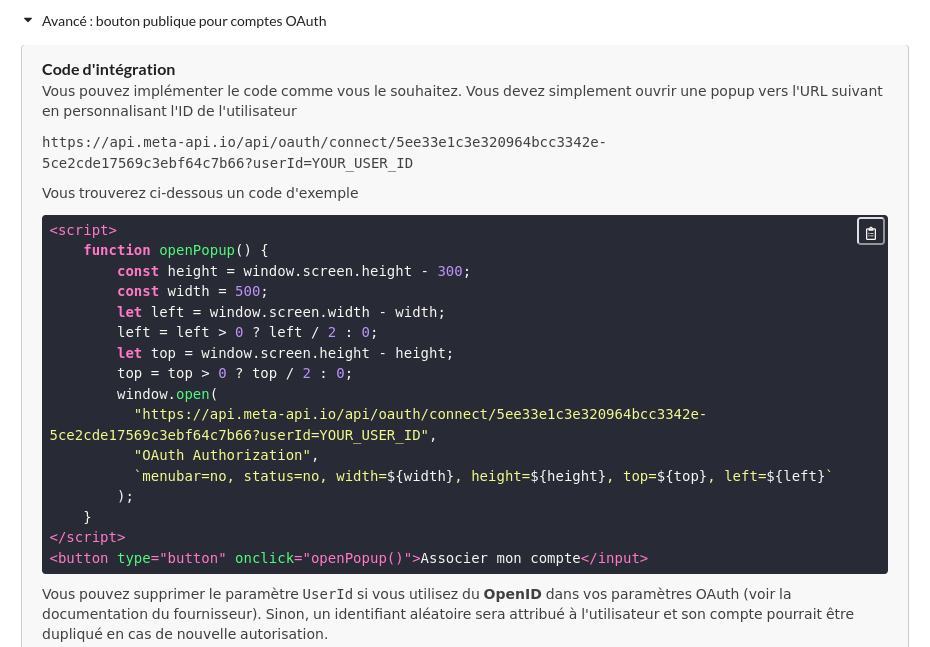 Avancé : bouton publique pour comptes OAuth
Code d'intégration
Vous pouvez implémenter le code comme vous le souhaitez. Vous devez simplement ouvrir une popup vers l'URL suivant
en personnalisant l'ID de l'utilisateur
https://api.meta-api.io/api/oauth/connect/5ee33e1c3e320964bcc3342e-
5ce2cde17569c3ebf64c7b66?userId=YOUR_USER_ID
Vous trouverez ci-dessous un code d'exemple
<script>
    function openPopup() {
        const height = window.screen.height - 300;
        const width = 500;
        let left = window.screen.width - width;
        left = left > 0 ? left / 2 : 0;
        let top = window.screen.height - height;
        top = top > 0 ? top / 2 : 0;
        window.open(
          "https://api.meta-api.io/api/oauth/connect/5ee33e1c3e320964bcc3342e-
5ce2cde17569c3ebf64c7b66?userId=YOUR_USER_ID",
          "OAuth Authorization",
          `menubar=no, status=no, width=${width}, height=${height}, top=${top}, left=${left}`
        );
    }
</script>
<button type="button" onclick="openPopup()">Associer mon compte</input>
Vous pouvez supprimer le paramètre UserId si vous utilisez du OpenID dans vos paramètres OAuth (voir la
documentation du fournisseur). Sinon, un identifiant aléatoire sera attribué à l'utilisateur et son compte pourrait être
dupliqué en cas de nouvelle autorisation.